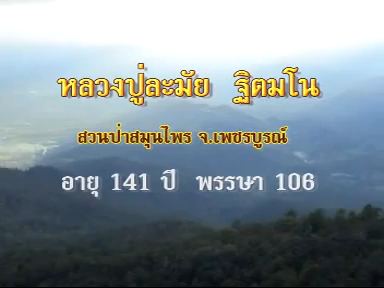 หลวงปู่ละมัย ฐิตมโน
สวนป่าสมุนไพร จ.เพชรบูรณ์
อายุ 141 ปี พรรษา 106